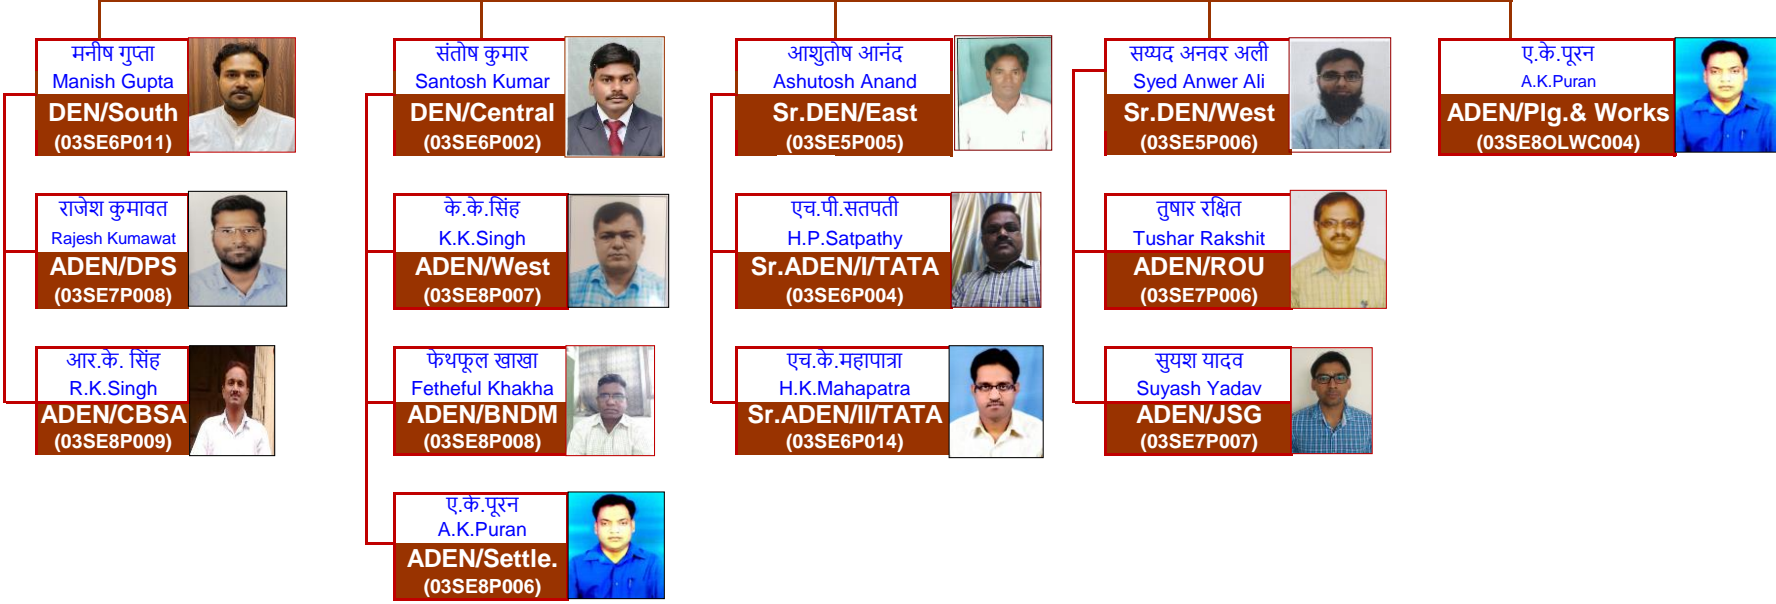 मनीष गुप्ता
Manish Gupta
DEN/South
(03SE6P011)
संतोष कुमार
Santosh Kumar
DEN/Central
(03SE6P002)
आशुतोष आनंद
Ashutosh Anand
Sr.DEN/East
(03SE5P005)
सय्यद अनवर अली
Syed Anwer Ali
Sr.DEN/West
(03SE5P006)
ए.के.पूरन
A.K.Puran
ADEN/Plg.& Works
(03SE8OLWC004)
राजेश कुमावत
Rajesh Kumawat
ADEN/DPS
(03SE7P008)
के.के.सिंह
K.K.Singh
ADEN/West
(03SE8P007)
एच.पी.सतपती
H.P.Satpathy
Sr.ADEN/I/TATA
(03SE6P004)
तुषार रक्षित
Tushar Rakshit
ADEN/ROU
(03SE7P006)
आर.के. सिंह
R.K.Singh
ADEN/CBSA
(03SE8P009)
फेथफूल खाखा
Fetheful Khakha
ADEN/BNDM
(03SE8P008)
एच.के.महापात्रा
H.K.Mahapatra
Sr.ADEN/II/TATA
(03SE6P014)
सुयश यादव
Suyash Yadav
ADEN/JSG
(03SE7P007)
ए.के.पूरन
A.K.Puran
ADEN/Settle.
(03SE8P006)